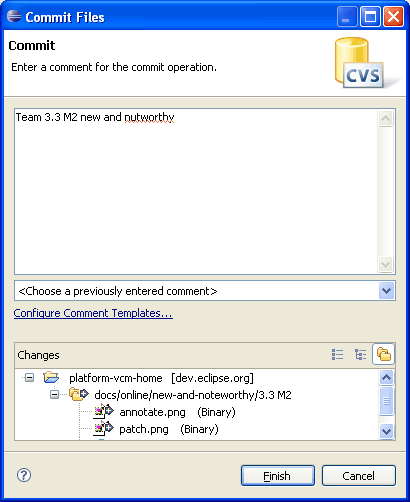 Commit Files
Commit
Enter a comment for the commit operation.
CVS
Team 3.3 M2 new and nutworthy
<Choose a previously entered comment>
Configure Comment Templates...
Changes
platform-vcm-home [dev.eclipse.org]
docs/online/new-and-noteworthy/3.3 M2
annotate.png (Binary)
patch.png (Binary)
Finish
Cancel